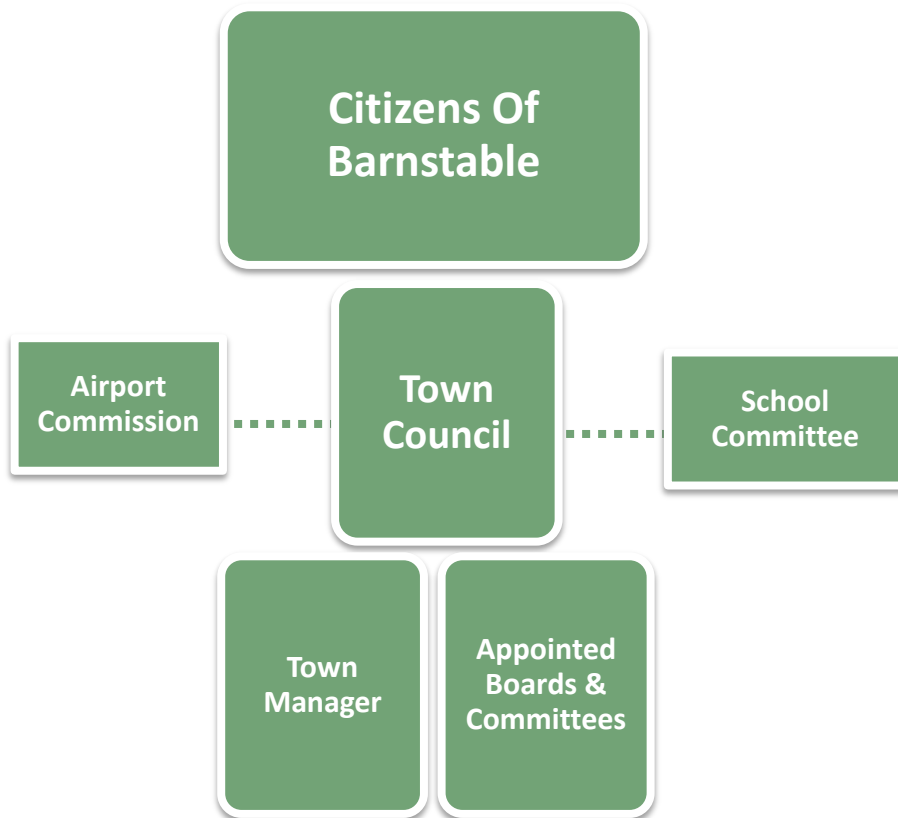 Citizens Of
Barnstable
Airport
Commission
Town
Council
School
Committee
Town
Manager
Appointed
Boards &
Committees